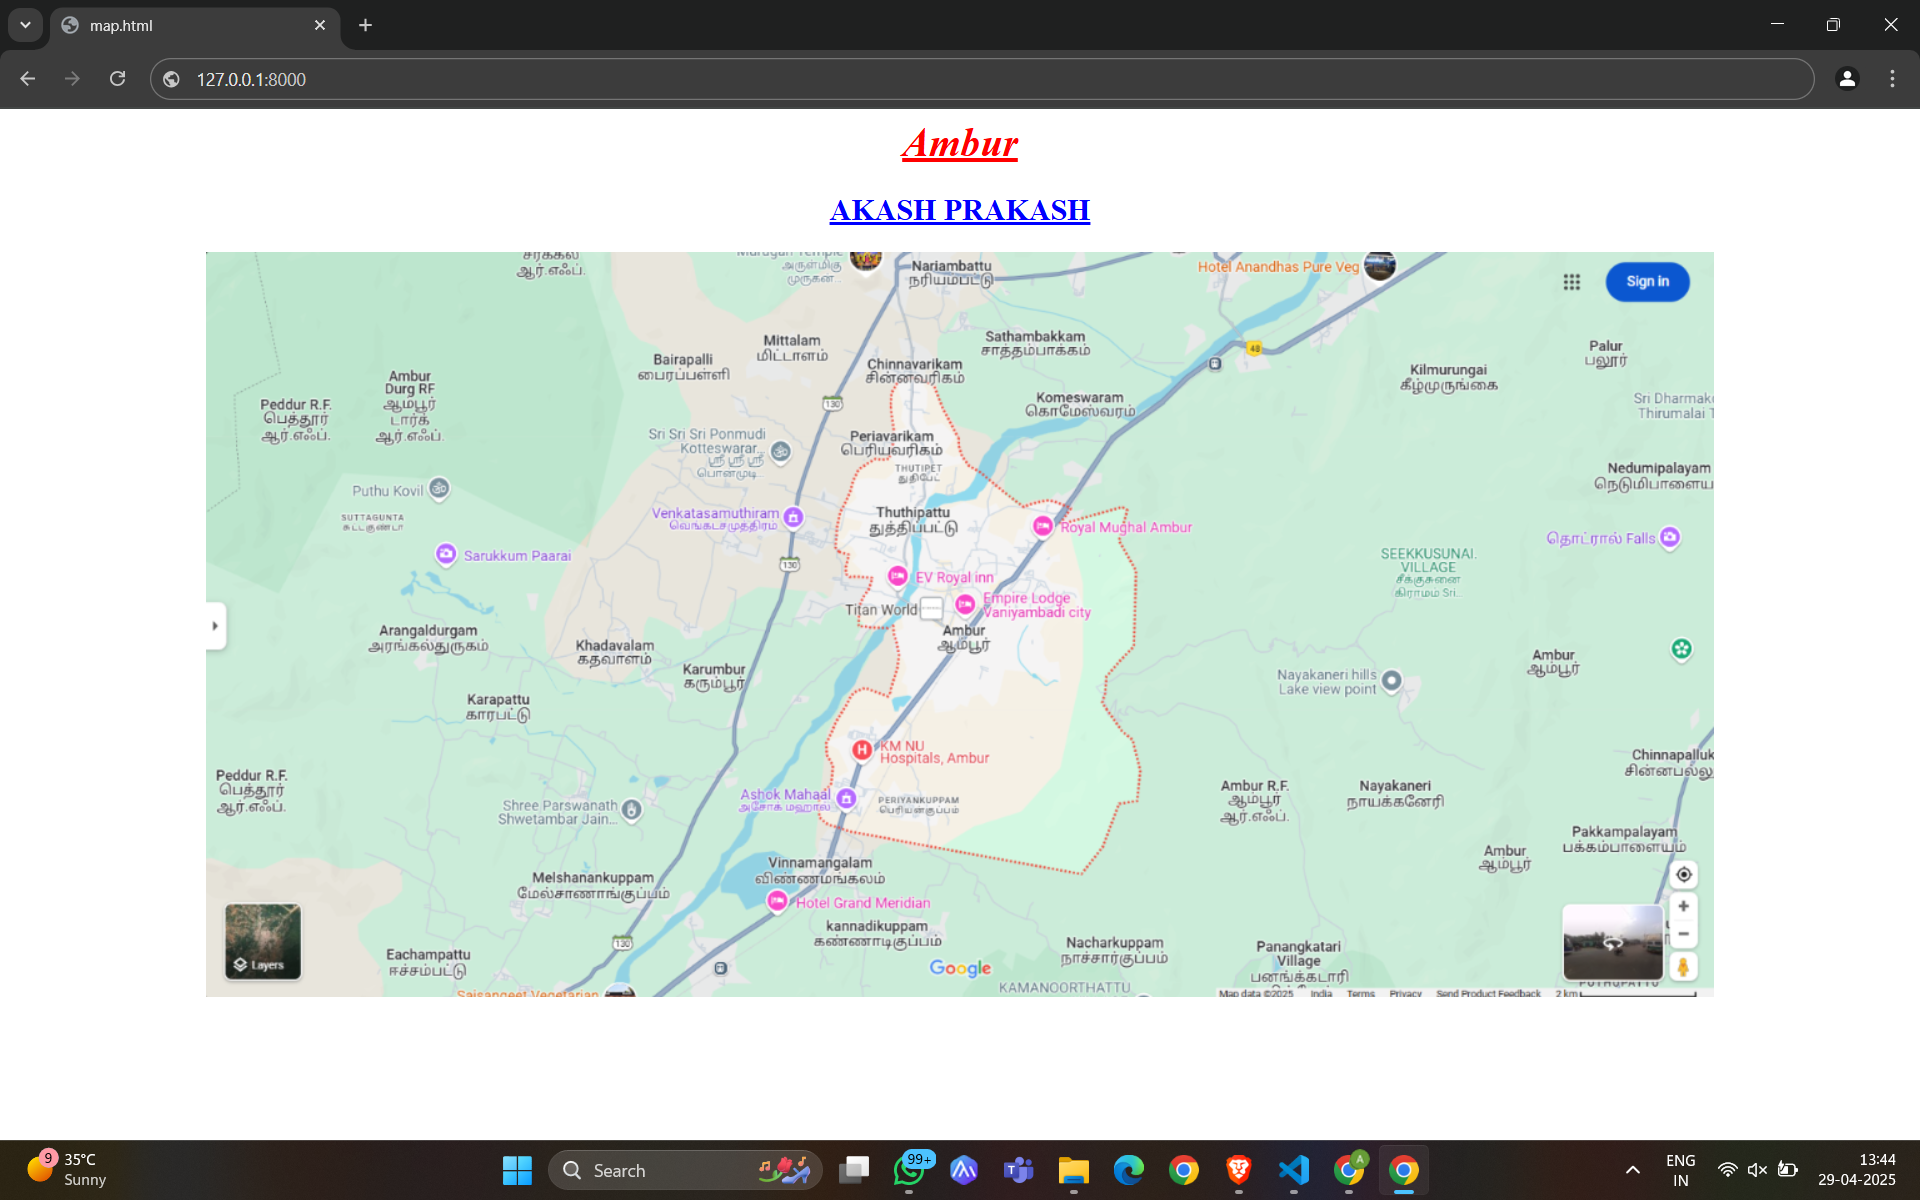 map.html
127.0.0.1:8000
Ambur
AKASH PRAKASH
ஆர்.எஃப்.
அருள்மிகு
முருகன்...
Nariambattu
நரியம்பட்டு
Hotel Anandhas Pure Veg
Sign in
Mittalam
மிட்டாளம்
Sathambakkam
சாத்தம்பாக்கம்
48
Palur
பலூர்
Bairapalli
பைரப்பள்ளி
Chinnavarikam
சின்னவரிகம்
Kilmurungai
கீழ்முருங்கை
Ambur
Durg RF
ஆம்பூர்
டார்க்
ஆர்.எஃப்.
Peddur R.F.
பெத்தூர்
ஆர்.எஃப்.
130
Komeswaram
கொமேஸ்வரம்
Sri Dharmak
Thirumalai T
Sri Sri Sri Ponmudi
Kotteswarar...
ஸ்ரீ ஸ்ரீ ஸ்ரீ
பொன்முடி...
Periavarikam
பெரியவரிகம்
THUTIPET
துதிபேட்
Nedumipalayam
நெடுமிபாளைய
Puthu Kovil
SUTTAGUNTA
சுட்டகுண்டா
Venkatasamuthiram
வெங்கடசமுத்திரம்
Thuthipattu
துத்திப்பட்டு
Royal Mughal Ambur
தொட்ரால் Falls
Sarukkum Paarai
130
SEEKKUSUNAI.
VILLAGE
சீக்குசுனை
கிராமம் Sri...
EV Royal inn
Empire Lodge
Vaniyambadi city
Titan World
Ambur
ஆம்பூர்
Arangaldurgam
அரங்கல்துருகம்
Khadavalam
கதவாளம்
Karumbur
கரும்பூர்
Ambur
ஆம்பூர்
Nayakaneri hills
Lake view point
Karapattu
காரபட்டு
KM NU
Hospitals, Ambur
Chinnapalluk
சின்னபல்லு
Peddur R.F.
பெத்தூர்
ஆர்.எஃப்.
Shree Parswanath
Shwetambar Jain...
Ashok Mahaal
அசோக் மஹால்
PERIYANKUPPAM
பெரியன்குப்பம்
Ambur R.F.
ஆம்பூர்
ஆர்.எஃப்.
Nayakaneri
நாயக்கனேரி
Pakkampalayam
பக்கம்பாளையம்
Ambur
ஆம்பூர்
Vinnamangalam
விண்ணமங்கலம்
Melshanankuppam
மேல்சாணாங்குப்பம்
Hotel Grand Meridian
kannadikuppam
கண்ணாடிகுப்பம்
130
Nacharkuppam
நாச்சார்குப்பம்
Panangkatari
Village
பனங்க்கடாரி
Eachampattu
ஈச்சம்பட்டு
Layers
Google
KAMANOORTHATTU
Saisangeet Vegetarian
Map data ©2025 India Terms Privacy Send Product Feedback 2 km
9
35°C
Sunny
Search
99+
A
ENG
IN
13:44
29-04-2025